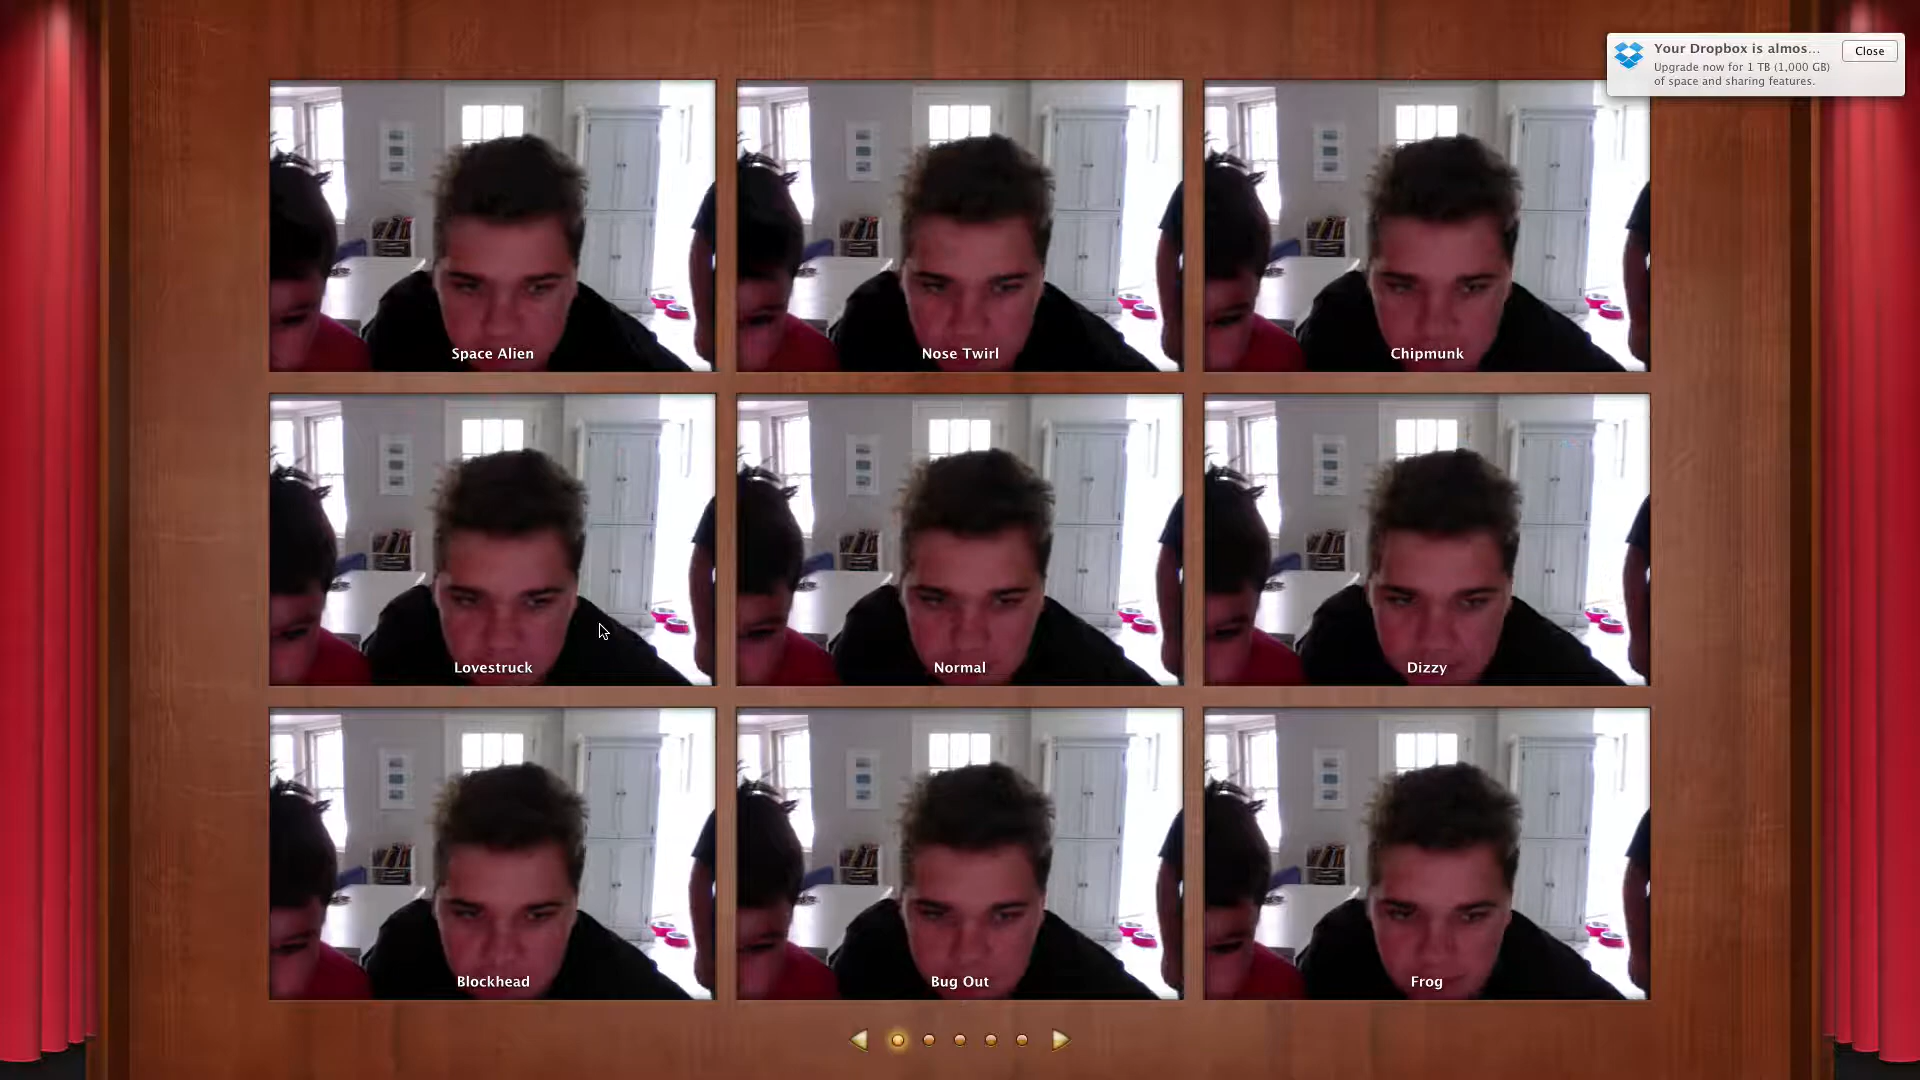 Your Dropbox is almos...
Close
Upgrade now for 1 TB (1,000 GB)
of space and sharing features.
Space Alien
Nose Twirl
Chipmunk
Lovestruck
Normal
Dizzy
Blockhead
Bug Out
Frog